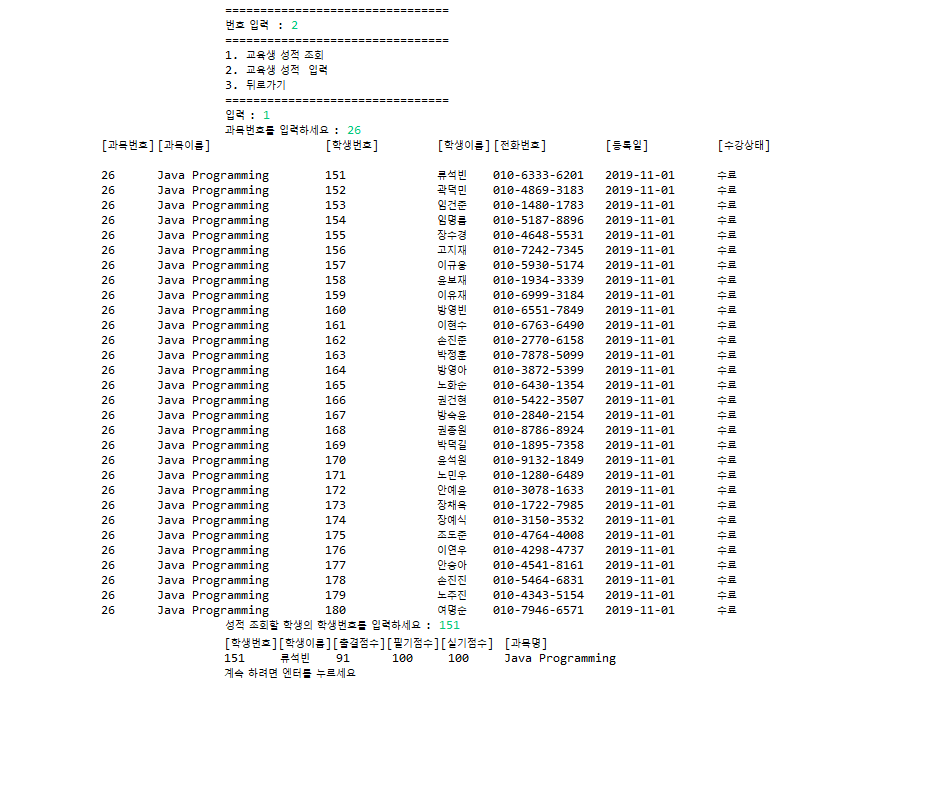 ================================
번호 입력 : 2
================================
1. 교육생 성적 조회
2. 교육생 성적  입력
3. 뒤로가기
================================
입력 : 1
과목번호를 입력하세요 : 26
[과목번호] [과목이름] [학생번호] [학생이름] [전화번호] [등록일] [수강상태]
26 Java Programming 151 류석빈 010-6333-6201 2019-11-01 수료
26 Java Programming 152 곽덕민 010-4869-3183 2019-11-01 수료
26 Java Programming 153 임건준 010-1480-1783 2019-11-01 수료
26 Java Programming 154 임명름 010-5187-8896 2019-11-01 수료
26 Java Programming 155 장수경 010-4648-5531 2019-11-01 수료
26 Java Programming 156 고지재 010-7242-7345 2019-11-01 수료
26 Java Programming 157 이규웅 010-5930-5174 2019-11-01 수료
26 Java Programming 158 윤보재 010-1934-3339 2019-11-01 수료
26 Java Programming 159 이유재 010-6999-3184 2019-11-01 수료
26 Java Programming 160 방영빈 010-6551-7849 2019-11-01 수료
26 Java Programming 161 이현수 010-6763-6490 2019-11-01 수료
26 Java Programming 162 손진준 010-2770-6158 2019-11-01 수료
26 Java Programming 163 박정훈 010-7878-5099 2019-11-01 수료
26 Java Programming 164 방영아 010-3872-5399 2019-11-01 수료
26 Java Programming 165 노화순 010-6430-1354 2019-11-01 수료
26 Java Programming 166 권건현 010-5422-3507 2019-11-01 수료
26 Java Programming 167 방숙윤 010-2840-2154 2019-11-01 수료
26 Java Programming 168 권중원 010-8786-8924 2019-11-01 수료
26 Java Programming 169 박덕길 010-1895-7358 2019-11-01 수료
26 Java Programming 170 윤석원 010-9132-1849 2019-11-01 수료
26 Java Programming 171 노민우 010-1280-6489 2019-11-01 수료
26 Java Programming 172 안예윤 010-3078-1633 2019-11-01 수료
26 Java Programming 173 장채옥 010-1722-7985 2019-11-01 수료
26 Java Programming 174 장예식 010-3150-3532 2019-11-01 수료
26 Java Programming 175 조도준 010-4764-4008 2019-11-01 수료
26 Java Programming 176 이연우 010-4298-4737 2019-11-01 수료
26 Java Programming 177 안승아 010-4541-8161 2019-11-01 수료
26 Java Programming 178 손진진 010-5464-6831 2019-11-01 수료
26 Java Programming 179 노주진 010-4343-5154 2019-11-01 수료
26 Java Programming 180 여명순 010-7946-6571 2019-11-01 수료
성적 조회할 학생의 학생번호를 입력하세요 : 151
[학생번호][학생이름][출결점수][필기점수][실기점수] [과목명]
151 류석빈 91 100 100 Java Programming
계속 하려면 엔터를 누르세요